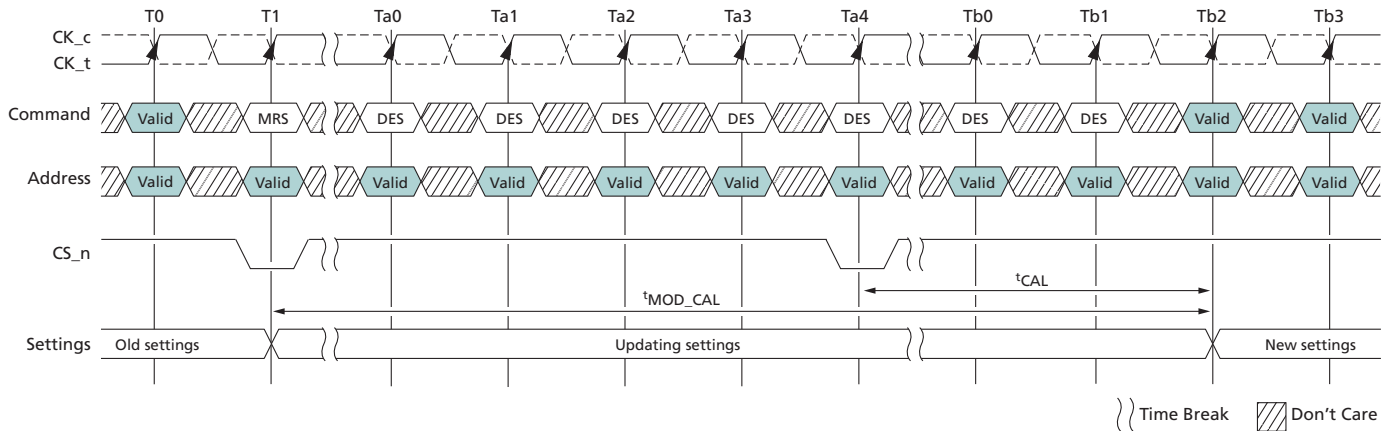 T0 T1 Ta0 Ta1 Ta2 Ta3 Ta4 Tb0 Tb1 Tb2 Tb3
CK_c
CK_t
Command Valid MRS DES DES DES DES DES DES DES Valid Valid
Address Valid Valid Valid Valid Valid Valid Valid Valid Valid Valid Valid
CS_n
tCAL
tMOD_CAL
Settings Old settings Updating settings New settings
Time Break Don't Care